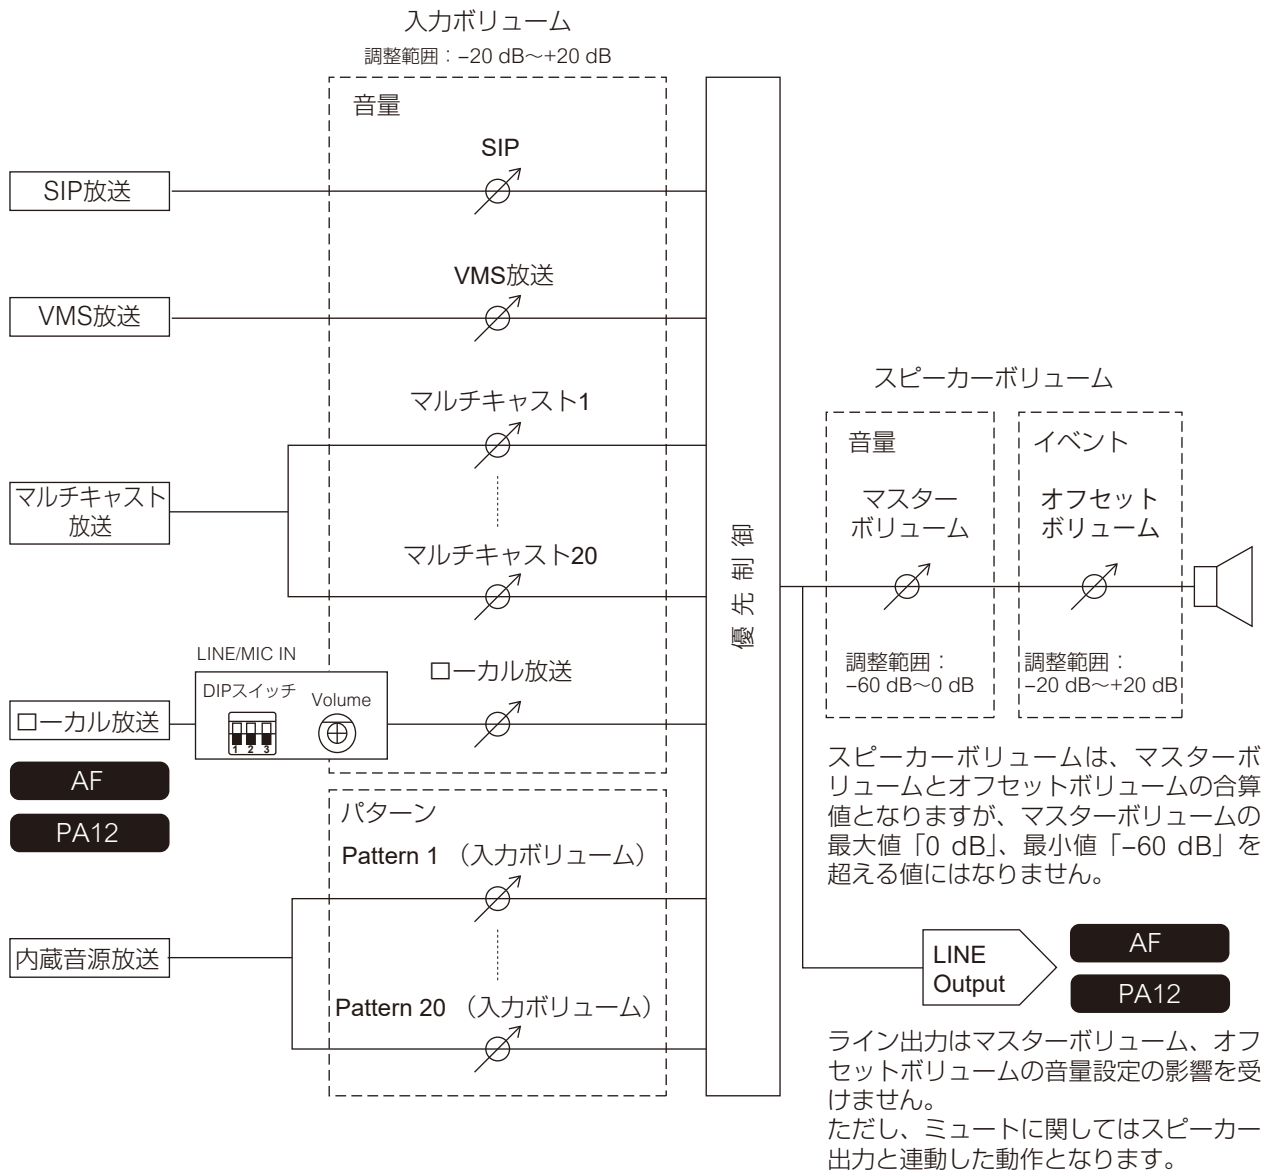 入力ボリューム
調整範囲：–20 dB～+20 dB
音量
SIP
SIP放送
VMS放送
VMS放送
マルチキャスト1
マルチキャスト
放送
マルチキャスト20
LINE/MIC IN
DIPスイッチ
Volume
1 2 3
ローカル放送
ローカル放送
AF
PA12
パターン
Pattern 1 （入力ボリューム）
内蔵音源放送
Pattern 20 （入力ボリューム）
優先制御
スピーカーボリューム
音量
マスター
ボリューム
調整範囲：
–60 dB～0 dB
イベント
オフセット
ボリューム
調整範囲：
–20 dB～+20 dB
スピーカーボリュームは、マスターボ
リュームとオフセットボリュームの合算
値となりますが、マスターボリュームの
最大値「0 dB」、最小値「–60 dB」を
超える値にはなりません。
LINE
Output
AF
PA12
ライン出力はマスターボリューム、オフ
セットボリュームの音量設定の影響を受
けません。
ただし、ミュートに関してはスピーカー
出力と連動した動作となります。